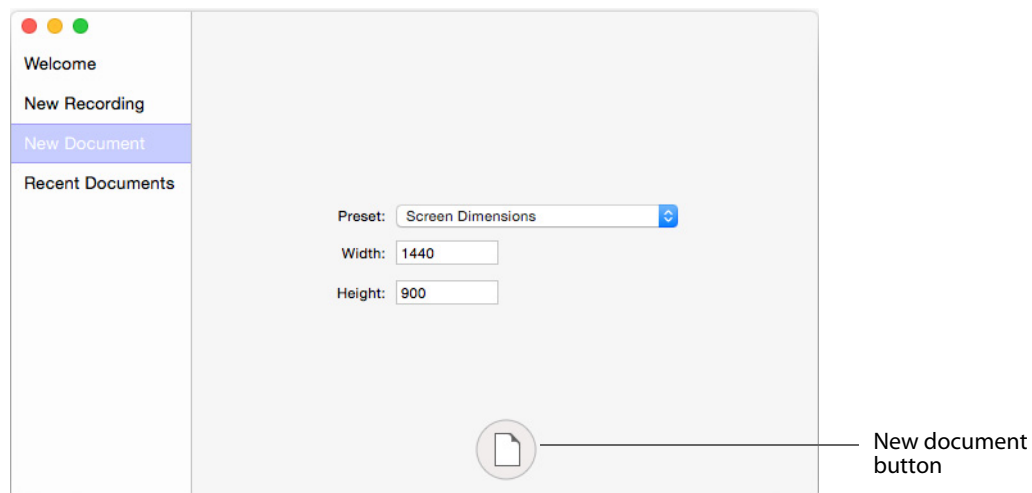 Welcome
New Recording
New Document
Recent Documents
Preset: Screen Dimensions
Width: 1440
Height: 900
New document
button